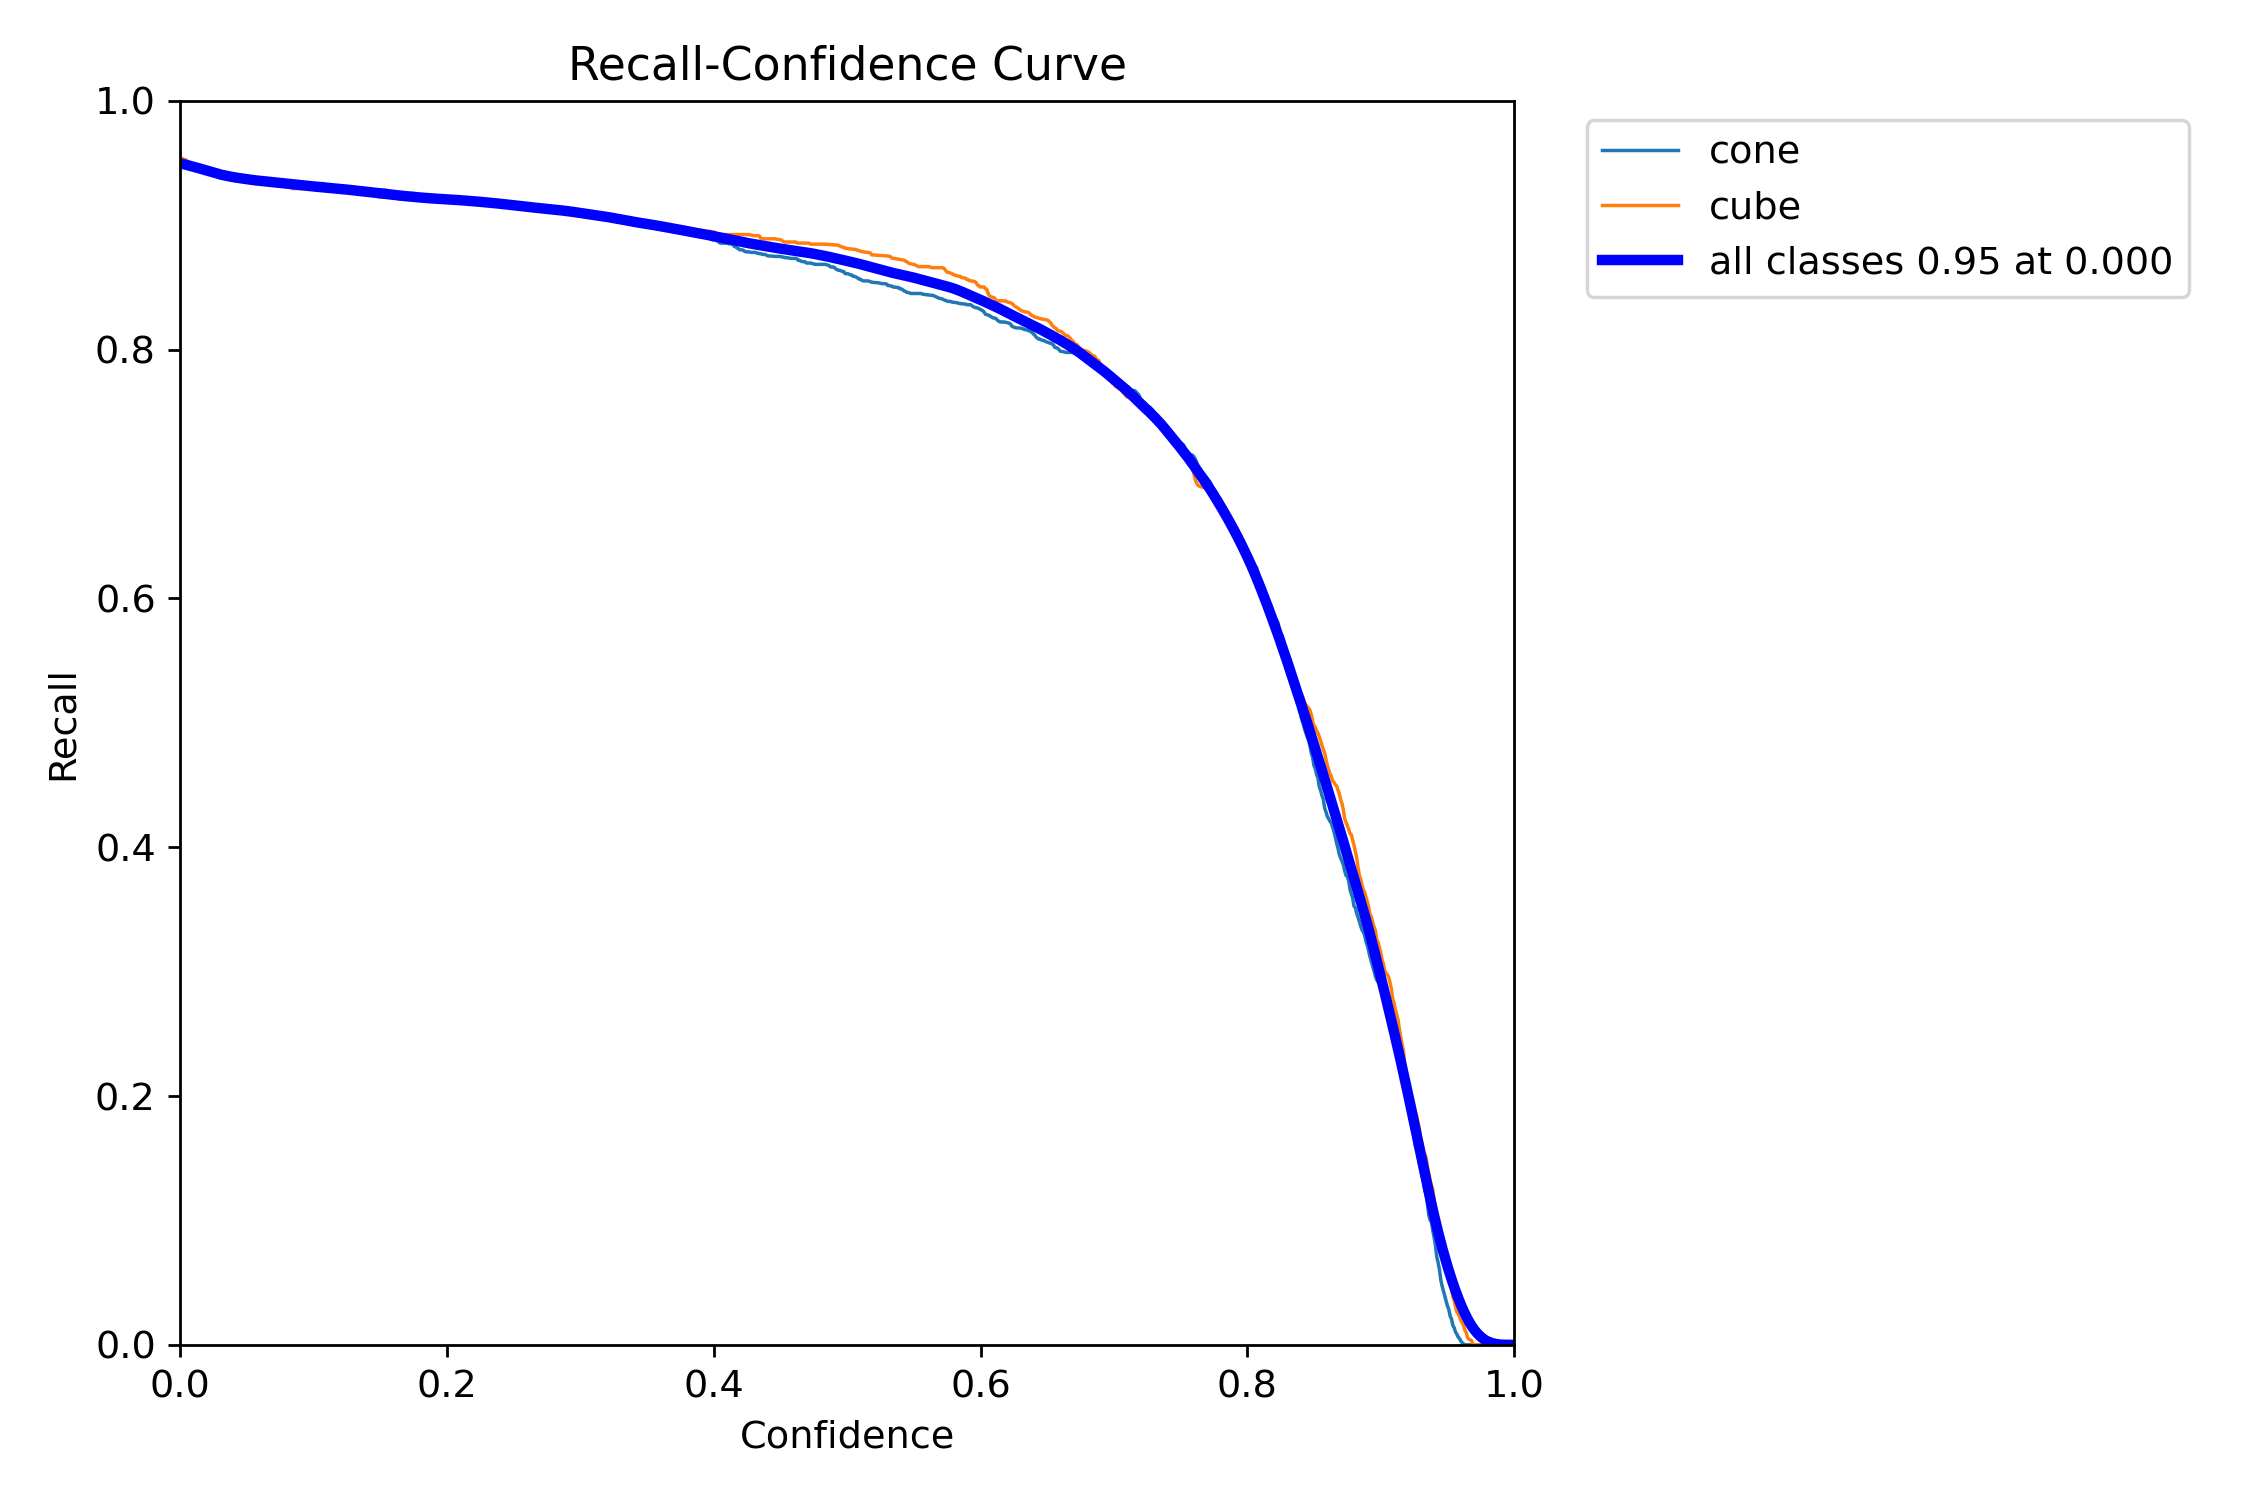 Recall-Confidence Curve
1.0
0.8
0.6
0.4
0.2
0.0
Recall
0.0 0.2 0.4 0.6 0.8 1.0
Confidence
cone
cube
all classes 0.95 at 0.000